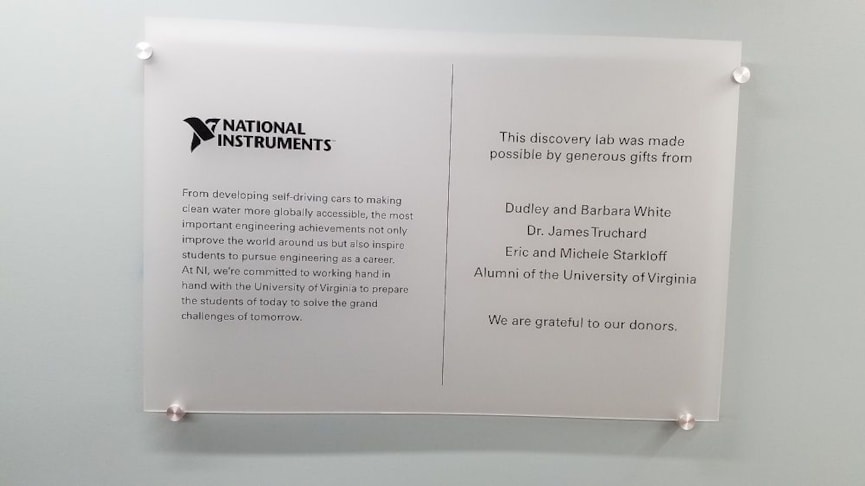 NATIONAL
INSTRUMENTS
From developing self-driving cars to making
clean water more globally accessible, the most
important engineering achievements not only
improve the world around us but also inspire
students to pursue engineering as a career.
At NI, we're committed to working hand in
hand with the University of Virginia to prepare
the students of today to solve the grand
challenges of tomorrow.
This discovery lab was made
possible by generous gifts from
Dudley and Barbara White
Dr. James Truchard
Eric and Michele Starkloff
Alumni of the University of Virginia
We are grateful to our donors.